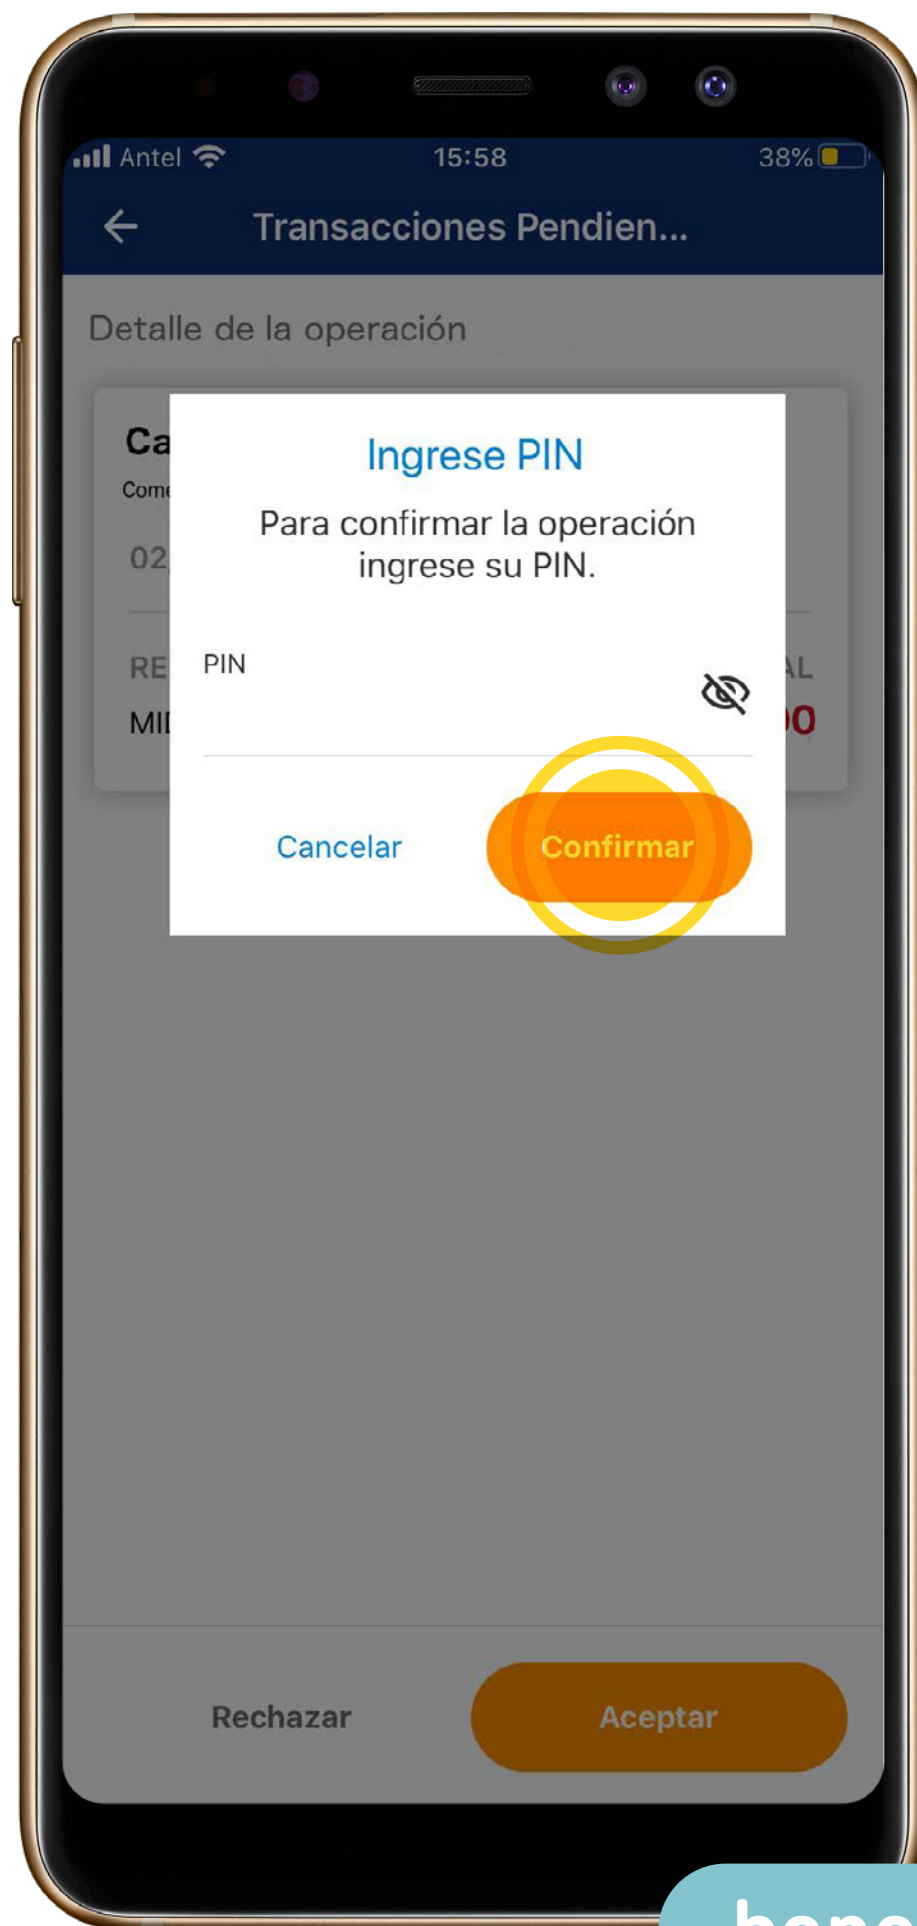 Antel 15:58 38%
Transacciones Pendien...
Detalle de la operación
Ingrese PIN
Para confirmar la operación
ingrese su PIN.
PIN
Cancelar Confirmar
Rechazar Aceptar